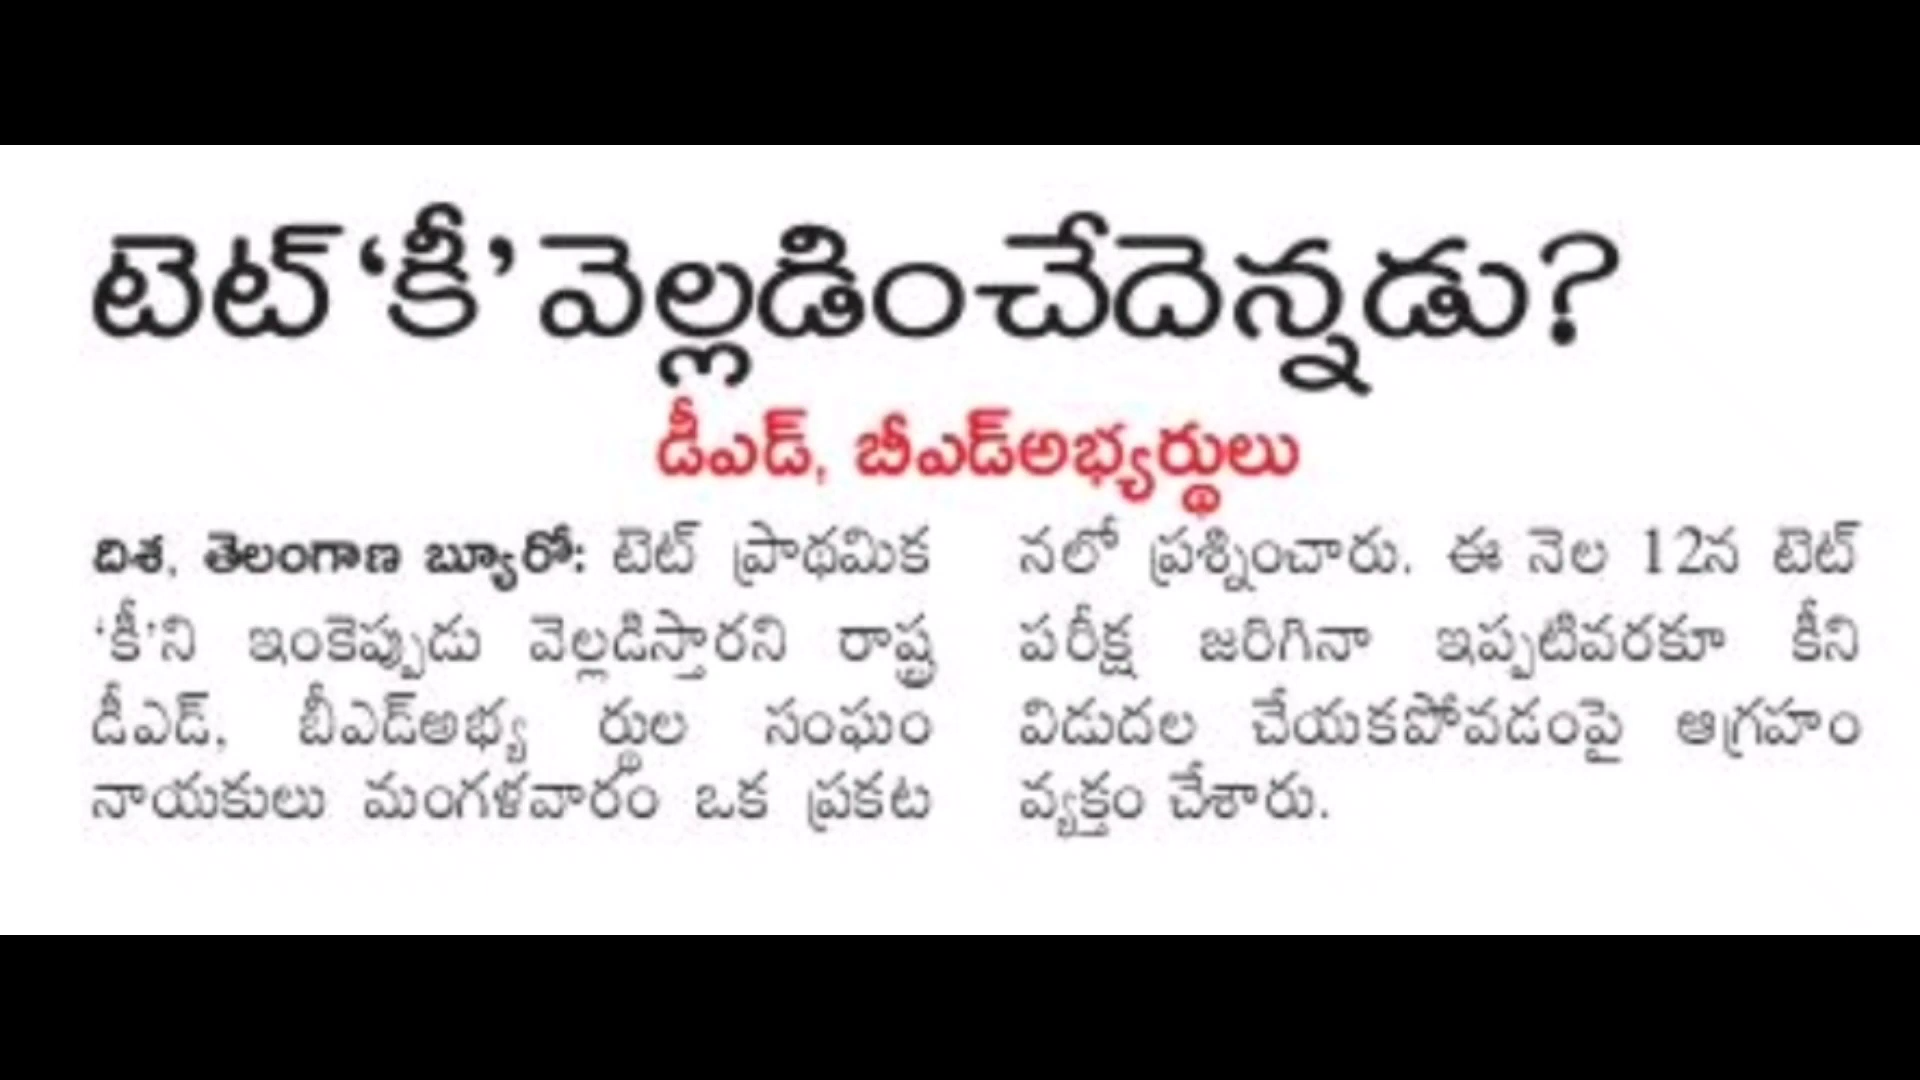 టెట్ ‘కీ’ వెల్లడించేదెన్నడు?
డీఎడ్, బీఎడ్అభ్యర్థులు
దిశ, తెలంగాణ బ్యూరో: టెట్ ప్రాథమిక
‘కీ’ని ఇంకెప్పుడు వెల్లడిస్తారని రాష్ట్ర
డీఎడ్, బీఎడ్అభ్య ర్థుల సంఘం
నాయకులు మంగళవారం ఒక ప్రకట
నలో ప్రశ్నించారు. ఈ నెల 12న టెట్
పరీక్ష జరిగినా ఇప్పటివరకూ కీని
విడుదల చేయకపోవడంపై ఆగ్రహం
వ్యక్తం చేశారు.